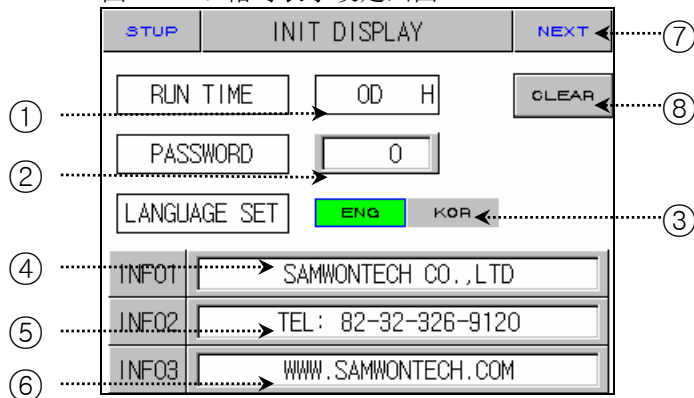 STUP INIT DISPLAY NEXT ⑦
RUN TIME 0D H CLEAR ⑧
①
PASSWORD 0
②
LANGUAGE SET ENG KOR ③
④ INFO1 SAMWONTECH CO.,LTD
⑤ INFO2 TEL: 82-32-326-9120
⑥ INFO3 WWW.SAMWONTECH.COM